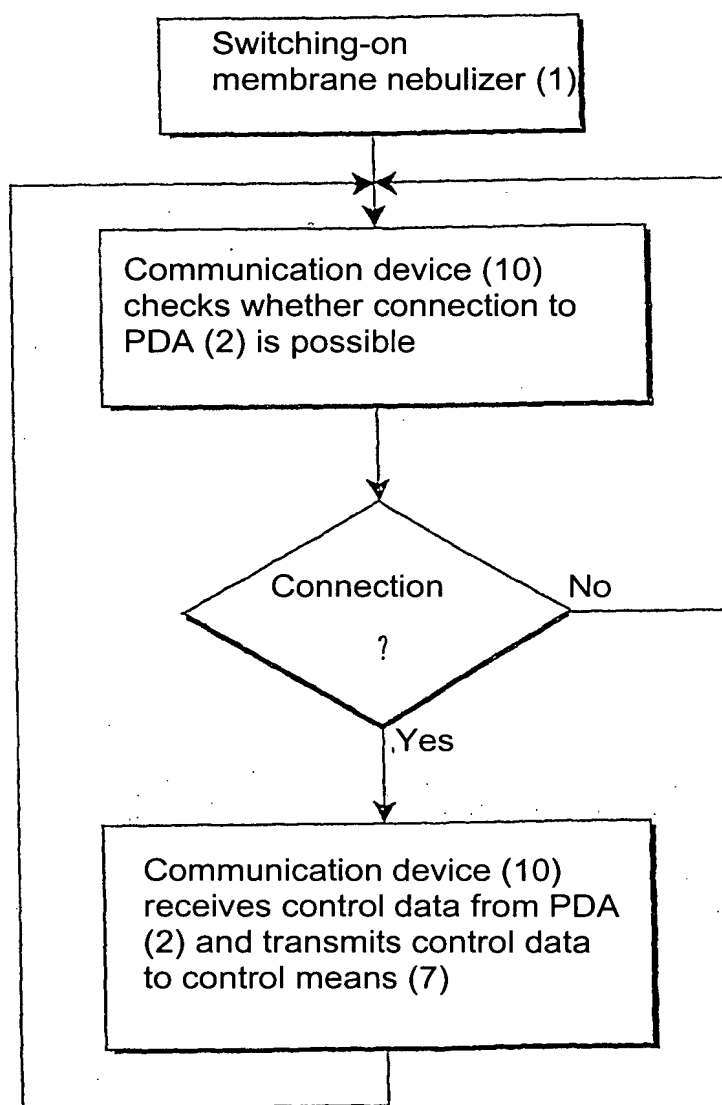 Switching-on
membrane nebulizer (1)
Communication device (10)
checks whether connection to
PDA (2) is possible
Connection
No
?
Yes
Communication device (10)
receives control data from PDA
(2) and transmits control data
to control means (7)